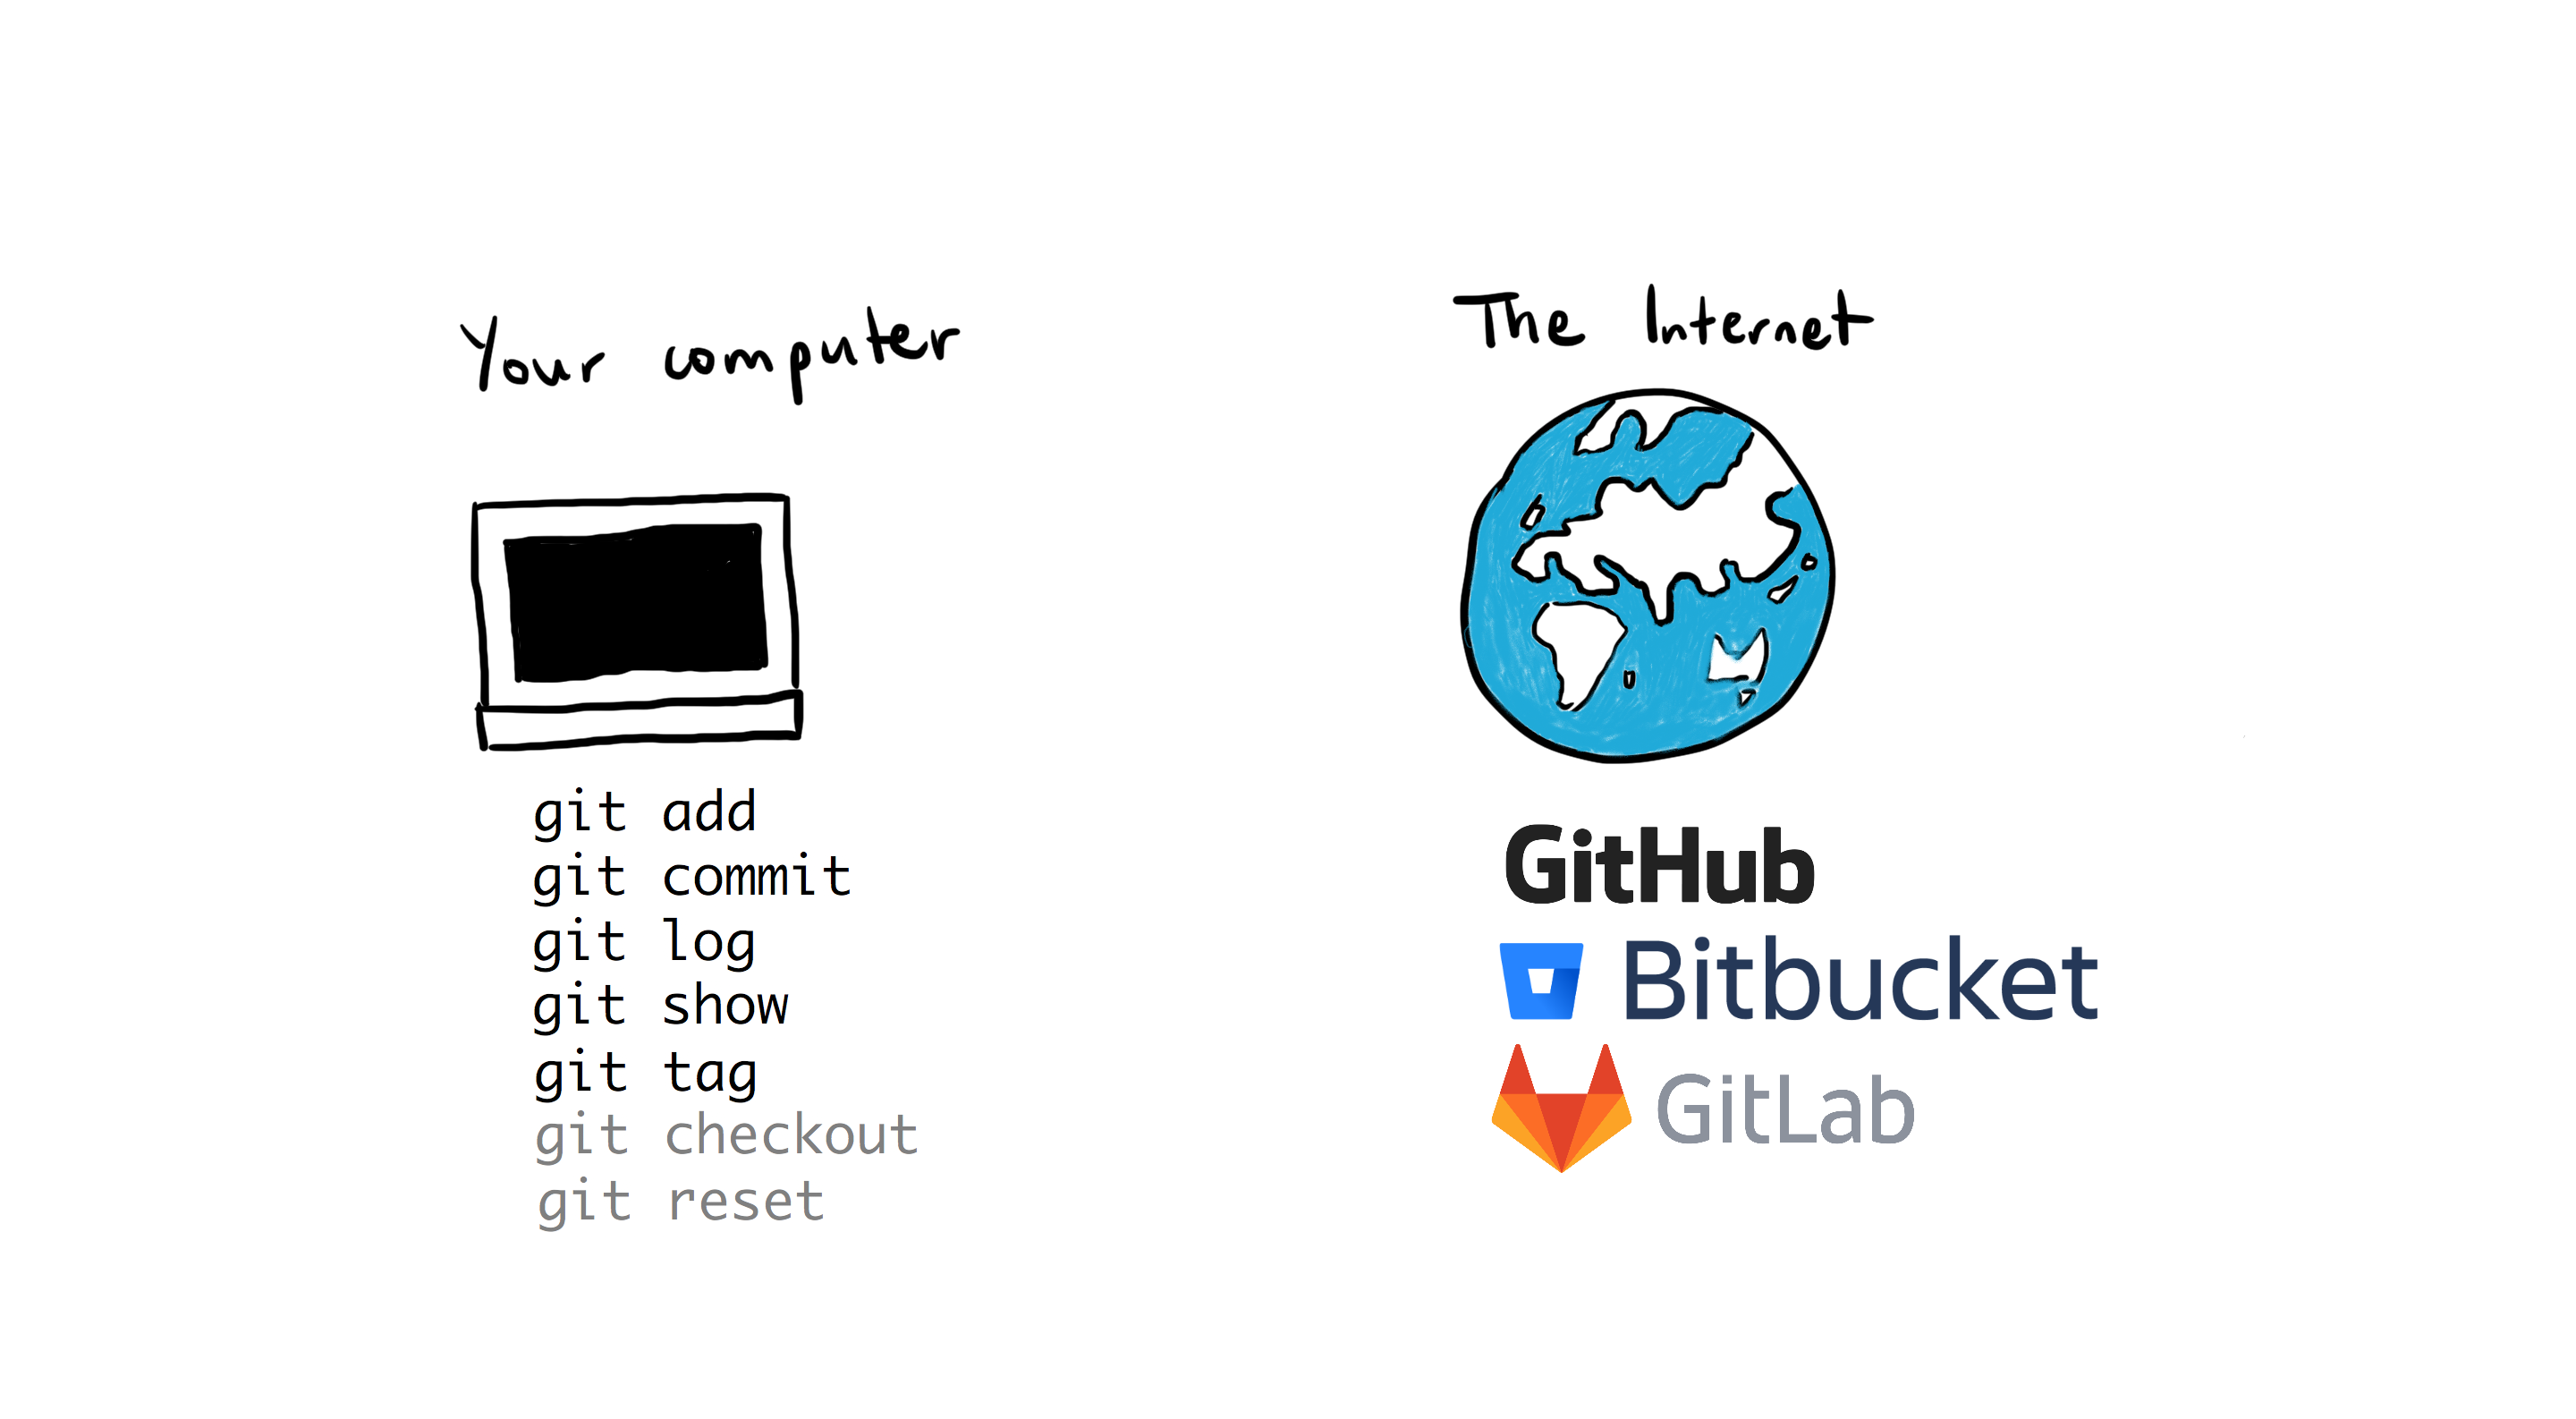 Your computer
git add
git commit
git log
git show
git tag
git checkout
git reset
The Internet
GitHub
Bitbucket
GitLab